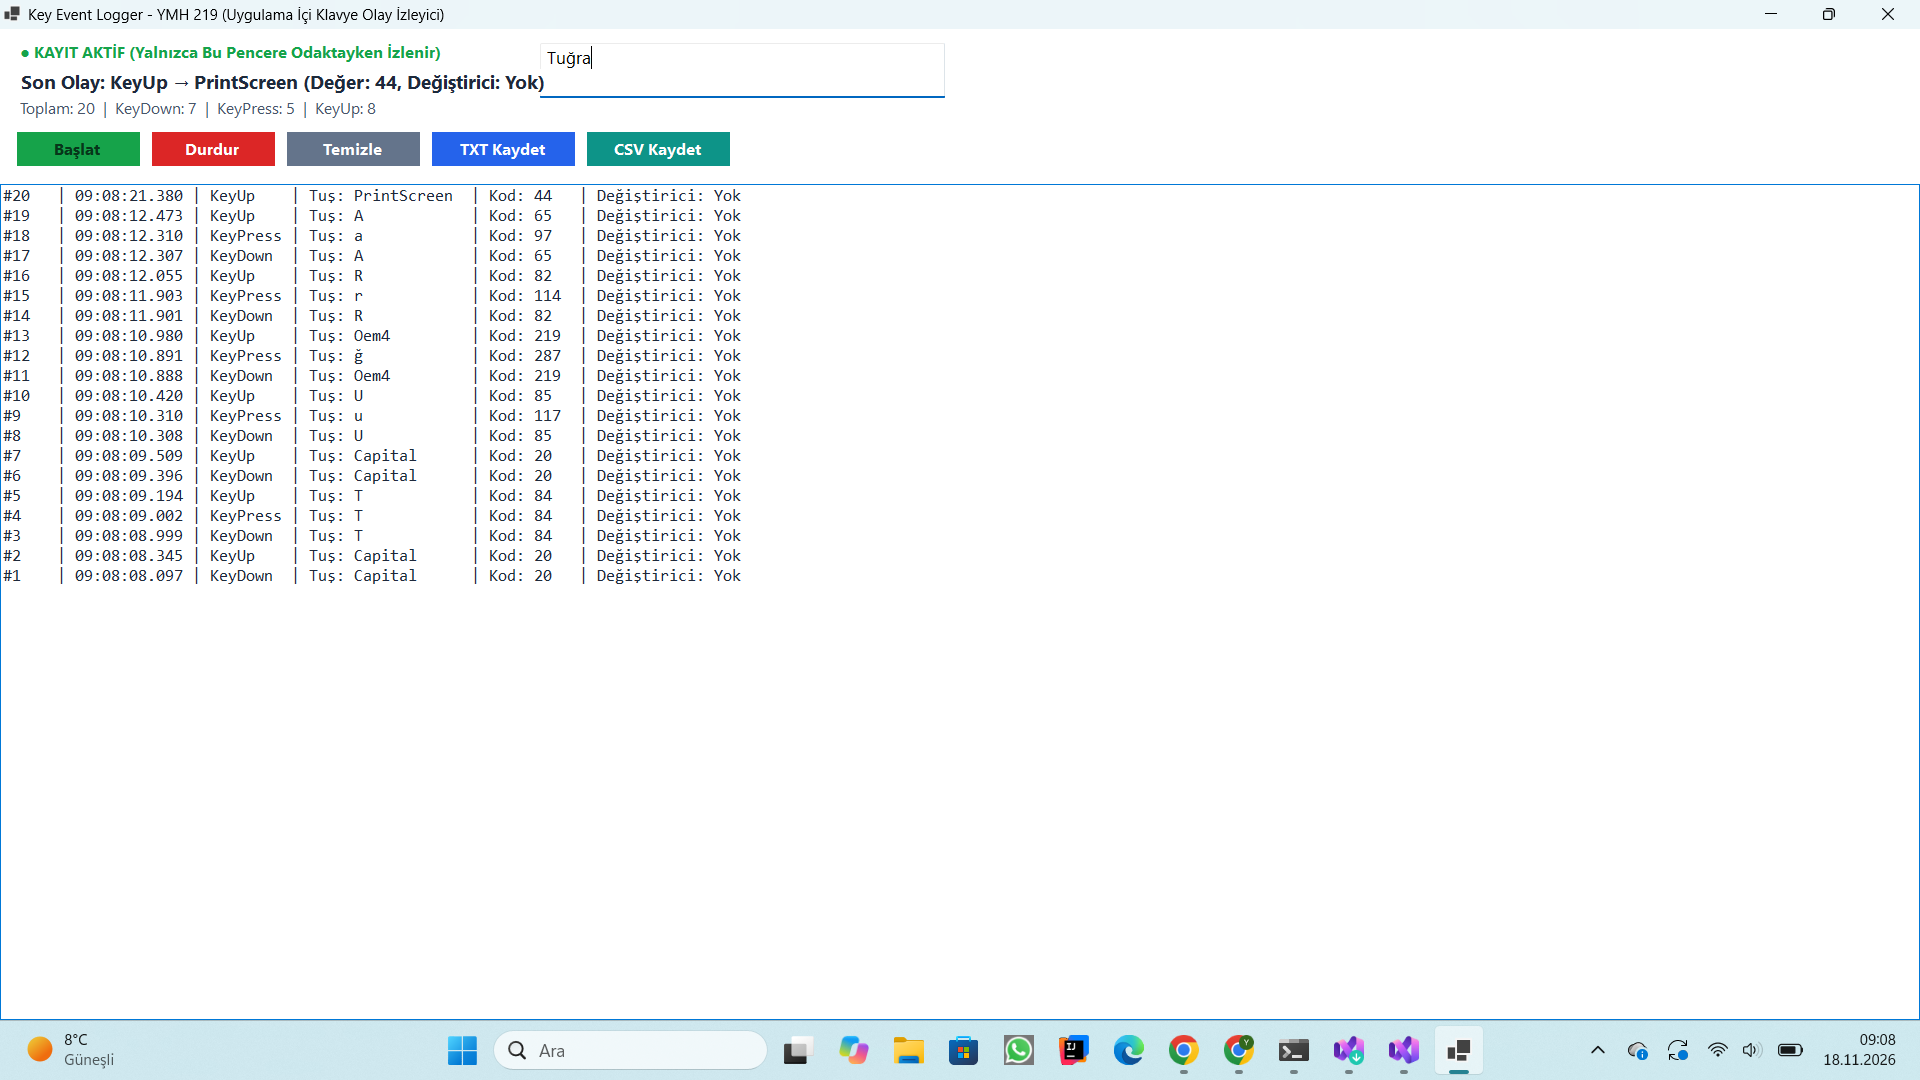 Key Event Logger - YMH 219 (Uygulama İçi Klavye Olay İzleyici)
● KAYIT AKTİF (Yalnızca Bu Pencere Odaktayken İzlenir)
Tuğra
Son Olay: KeyUp → PrintScreen (Değer: 44, Değiştirici: Yok)
Toplam: 20 | KeyDown: 7 | KeyPress: 5 | KeyUp: 8
Başlat Durdur Temizle TXT Kaydet CSV Kaydet
#20 | 09:08:21.380 | KeyUp | Tuş: PrintScreen | Kod: 44 | Değiştirici: Yok
#19 | 09:08:12.473 | KeyUp | Tuş: A | Kod: 65 | Değiştirici: Yok
#18 | 09:08:12.310 | KeyPress | Tuş: a | Kod: 97 | Değiştirici: Yok
#17 | 09:08:12.307 | KeyDown | Tuş: A | Kod: 65 | Değiştirici: Yok
#16 | 09:08:12.055 | KeyUp | Tuş: R | Kod: 82 | Değiştirici: Yok
#15 | 09:08:11.903 | KeyPress | Tuş: r | Kod: 114 | Değiştirici: Yok
#14 | 09:08:11.901 | KeyDown | Tuş: R | Kod: 82 | Değiştirici: Yok
#13 | 09:08:10.980 | KeyUp | Tuş: Oem4 | Kod: 219 | Değiştirici: Yok
#12 | 09:08:10.891 | KeyPress | Tuş: ğ | Kod: 287 | Değiştirici: Yok
#11 | 09:08:10.888 | KeyDown | Tuş: Oem4 | Kod: 219 | Değiştirici: Yok
#10 | 09:08:10.420 | KeyUp | Tuş: U | Kod: 85 | Değiştirici: Yok
#9 | 09:08:10.310 | KeyPress | Tuş: u | Kod: 117 | Değiştirici: Yok
#8 | 09:08:10.308 | KeyDown | Tuş: U | Kod: 85 | Değiştirici: Yok
#7 | 09:08:09.509 | KeyUp | Tuş: Capital | Kod: 20 | Değiştirici: Yok
#6 | 09:08:09.396 | KeyDown | Tuş: Capital | Kod: 20 | Değiştirici: Yok
#5 | 09:08:09.194 | KeyUp | Tuş: T | Kod: 84 | Değiştirici: Yok
#4 | 09:08:09.002 | KeyPress | Tuş: T | Kod: 84 | Değiştirici: Yok
#3 | 09:08:08.999 | KeyDown | Tuş: T | Kod: 84 | Değiştirici: Yok
#2 | 09:08:08.345 | KeyUp | Tuş: Capital | Kod: 20 | Değiştirici: Yok
#1 | 09:08:08.097 | KeyDown | Tuş: Capital | Kod: 20 | Değiştirici: Yok
8°C
Güneşli
Ara
09:08
18.11.2026